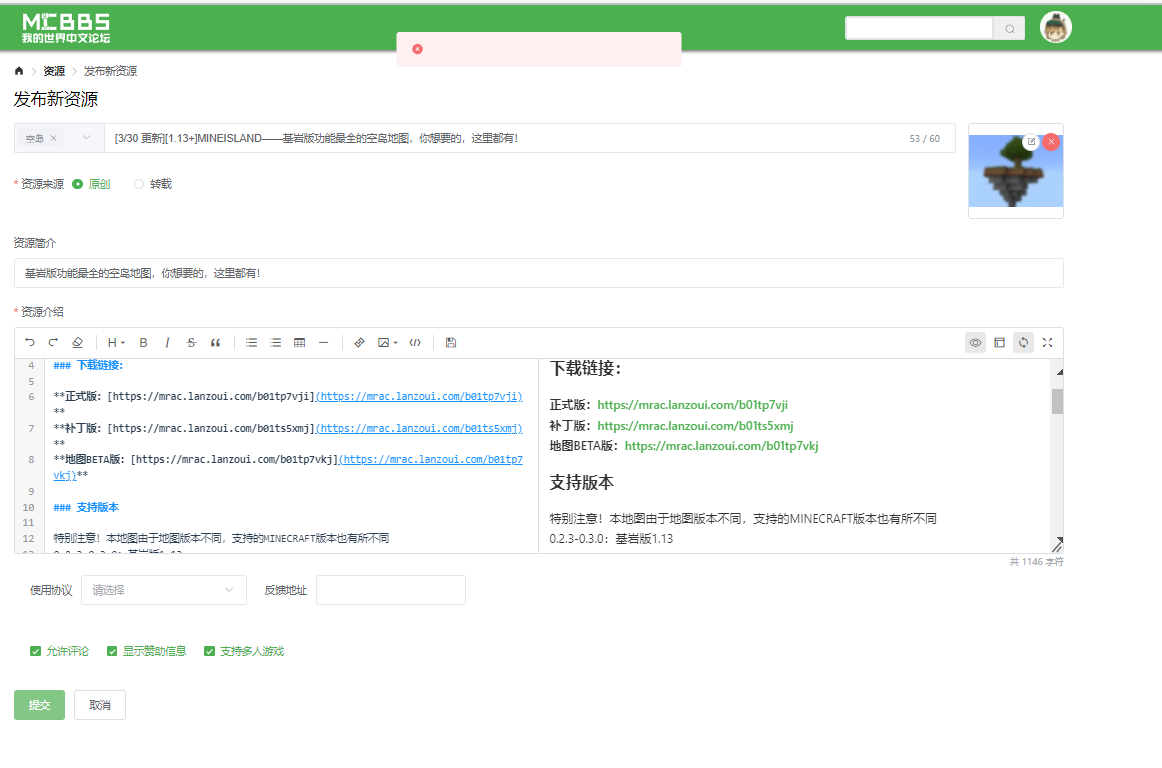 MCBBS
我的世界中文论坛
资源 发布新资源
发布新资源
空岛 [3/30 更新][1.13+]MINEISLAND——基岩版功能最全的空岛地图，你想要的，这里都有！ 53 / 60
* 资源来源 原创 转载
资源简介
基岩版功能最全的空岛地图，你想要的，这里都有！
* 资源介绍
H B I S
4 ### 下载链接：
5
6 **正式版：[https://mrac.lanzoui.com/b01tp7vji](https://mrac.lanzoui.com/b01tp7vji)
**
7 **补丁版：[https://mrac.lanzoui.com/b01ts5xmj](https://mrac.lanzoui.com/b01ts5xmj)
**
8 **地图BETA版：[https://mrac.lanzoui.com/b01tp7vkj](https://mrac.lanzoui.com/b01tp7
vkj)**
9
10 ### 支持版本
11
12 特别注意！本地图由于地图版本不同，支持的MINECRAFT版本也有所不同
13 0.2.3-0.3.0：基岩版1.13
下载链接：
正式版：https://mrac.lanzoui.com/b01tp7vji
补丁版：https://mrac.lanzoui.com/b01ts5xmj
地图BETA版：https://mrac.lanzoui.com/b01tp7vkj
支持版本
特别注意！本地图由于地图版本不同，支持的MINECRAFT版本也有所不同
0.2.3-0.3.0：基岩版1.13
共 1146 字符
使用协议 请选择 反馈地址
允许评论 显示赞助信息 支持多人游戏
提交 取消